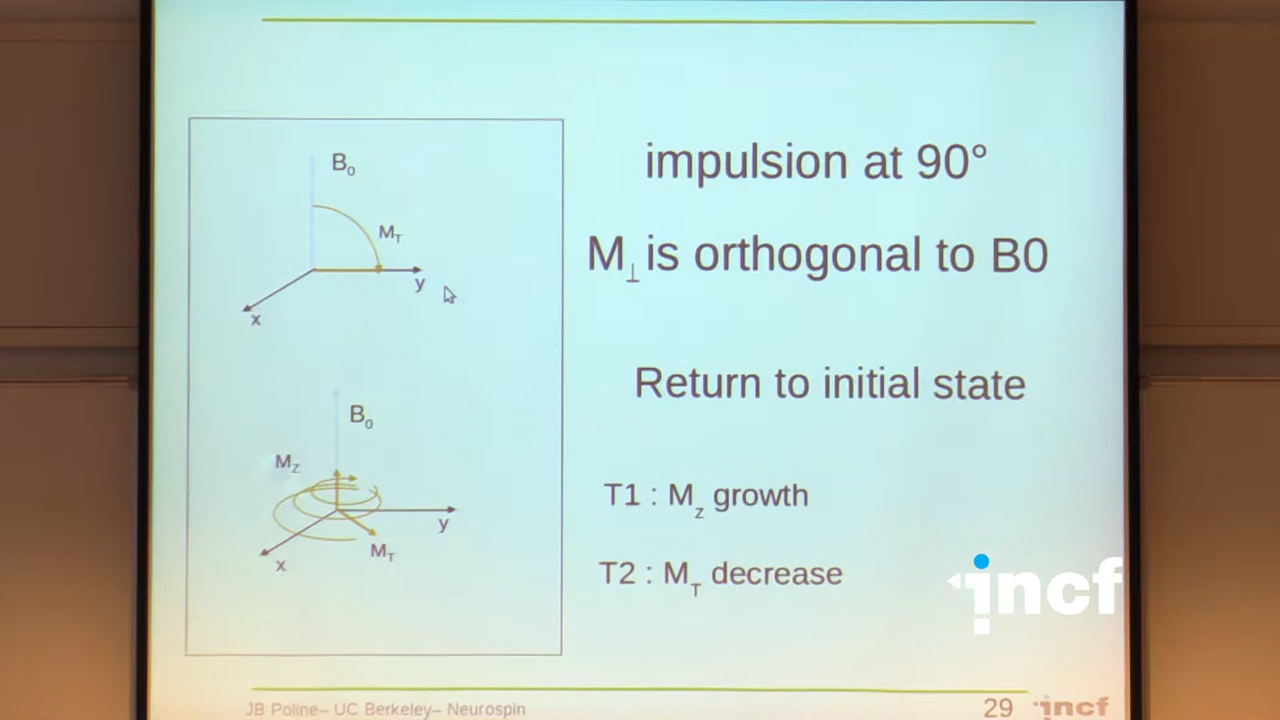 impulsion at 90°
M⊥ is orthogonal to B0
Return to initial state
T1 : Mz growth
T2 : MT decrease
B0
MT
y
x
B0
MZ
y
MT
x
incf
JB Poline– UC Berkeley– Neurospin
29
incf